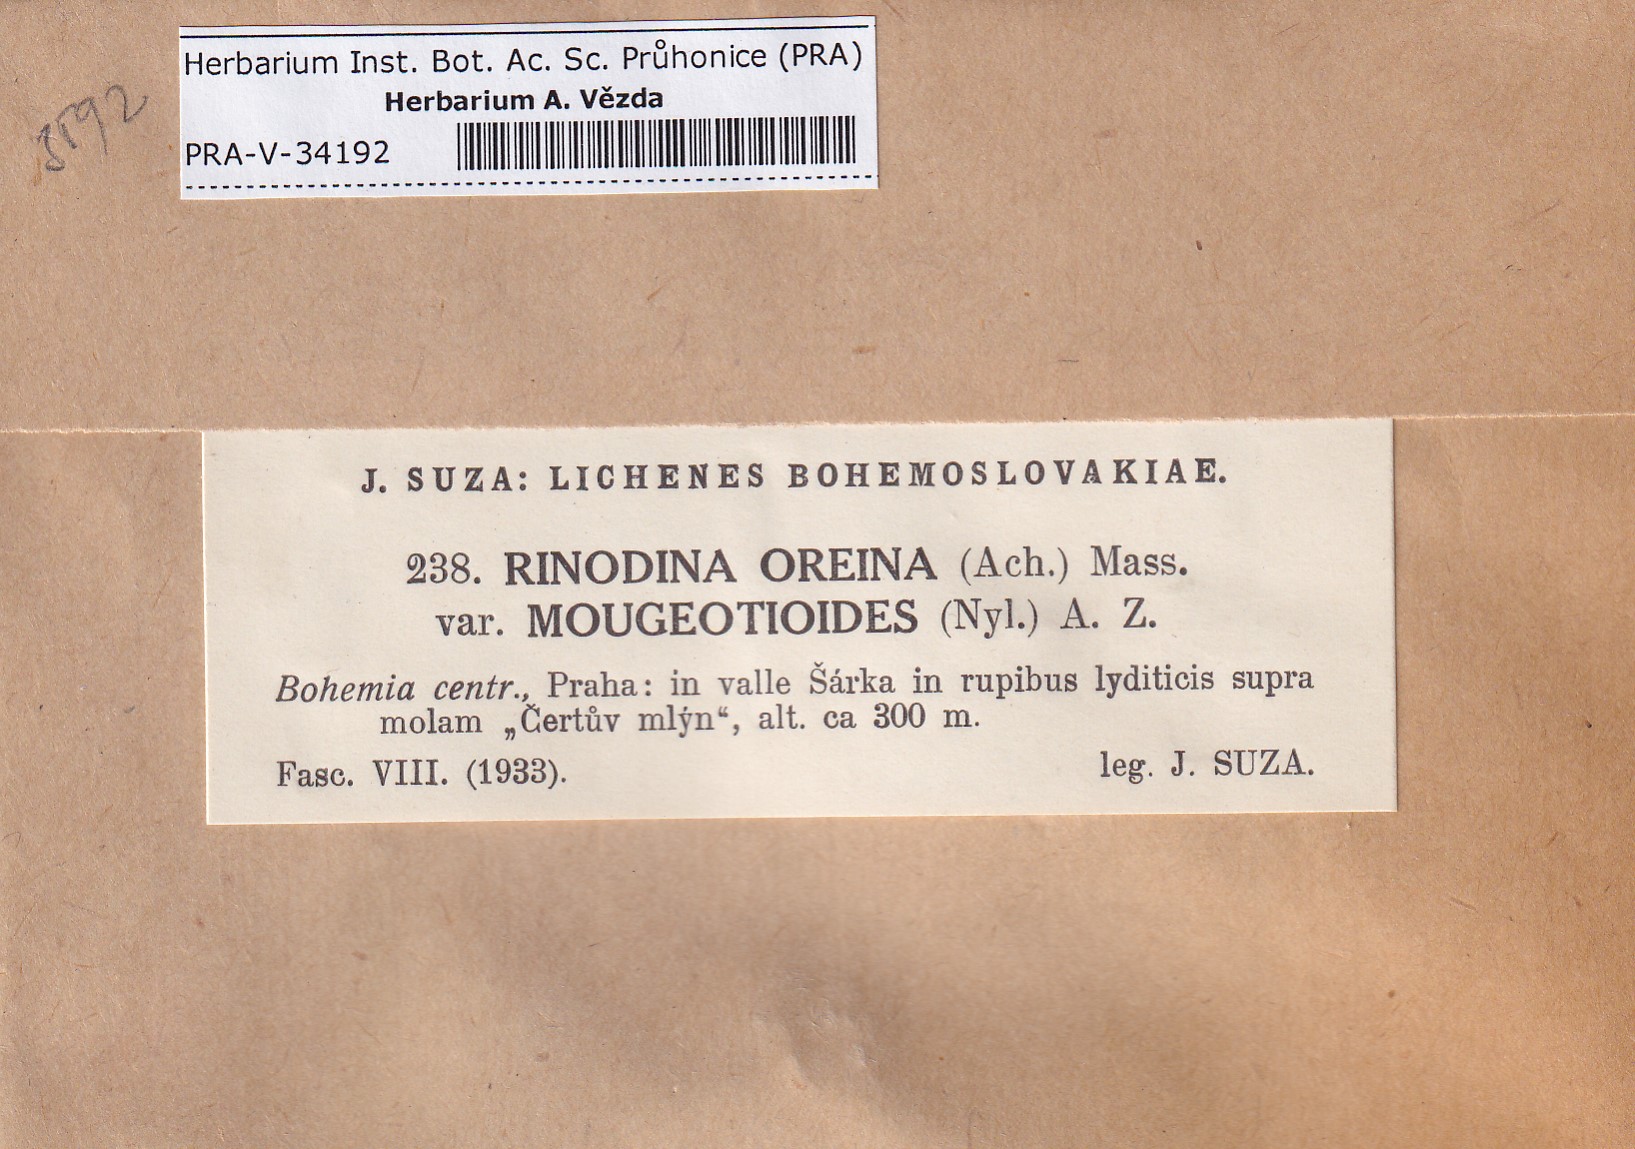 Herbarium Inst. Bot. Ac. Sc. Průhonice (PRA)
Herbarium A. Vězda
PRA-V-34192
8592
J. SUZA: LICHENES BOHEMOSLOVAKIAE.
238. RINODINA OREINA (Ach.) Mass.
var. MOUGEOTIOIDES (Nyl.) A. Z.
Bohemia centr., Praha: in valle Šárka in rupibus lyditicis supra
molam „Čertův mlýn“, alt. ca 300 m.
Fasc. VIII. (1933). leg. J. SUZA.